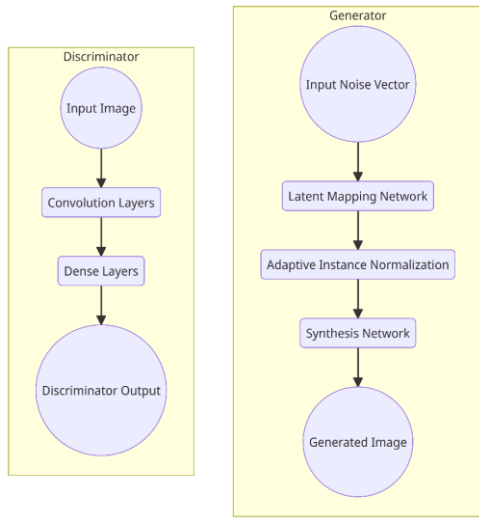 Discriminator
Input Image
Convolution Layers
Dense Layers
Discriminator Output
Generator
Input Noise Vector
Latent Mapping Network
Adaptive Instance Normalization
Synthesis Network
Generated Image